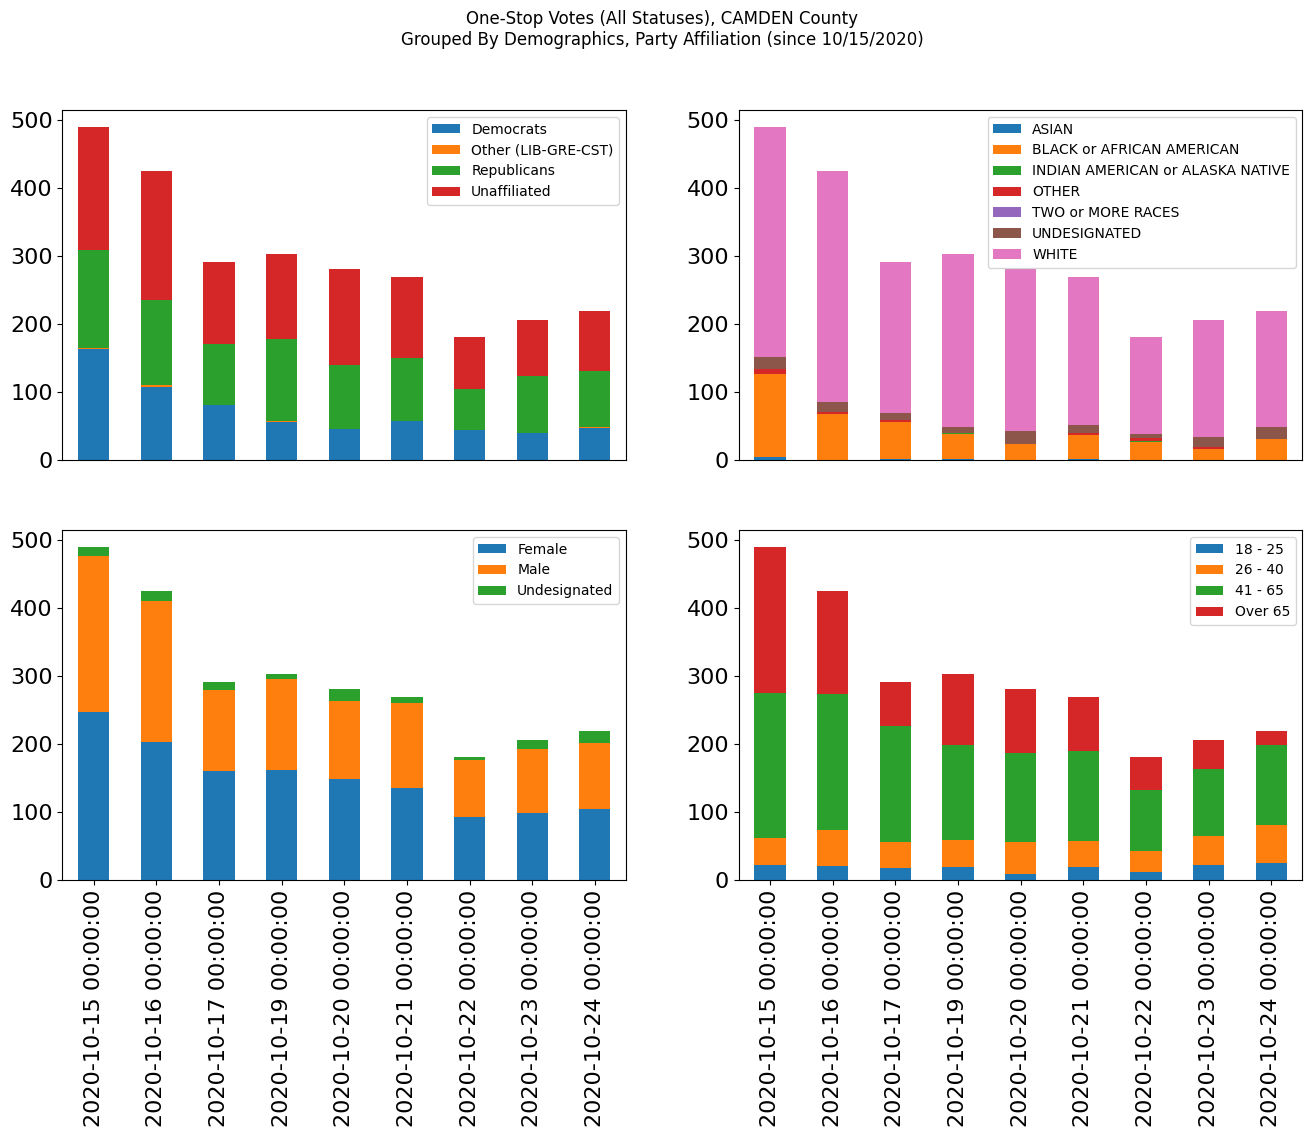 One-Stop Votes (All Statuses), CAMDEN County
Grouped By Demographics, Party Affiliation (since 10/15/2020)
500
400
300
200
100
0
Democrats
Other (LIB-GRE-CST)
Republicans
Unaffiliated
500
400
300
200
100
0
ASIAN
BLACK or AFRICAN AMERICAN
INDIAN AMERICAN or ALASKA NATIVE
OTHER
TWO or MORE RACES
UNDESIGNATED
WHITE
500
400
300
200
100
0
Female
Male
Undesignated
2020-10-15 00:00:00
2020-10-16 00:00:00
2020-10-17 00:00:00
2020-10-19 00:00:00
2020-10-20 00:00:00
2020-10-21 00:00:00
2020-10-22 00:00:00
2020-10-23 00:00:00
2020-10-24 00:00:00
500
400
300
200
100
0
18 - 25
26 - 40
41 - 65
Over 65
2020-10-15 00:00:00
2020-10-16 00:00:00
2020-10-17 00:00:00
2020-10-19 00:00:00
2020-10-20 00:00:00
2020-10-21 00:00:00
2020-10-22 00:00:00
2020-10-23 00:00:00
2020-10-24 00:00:00